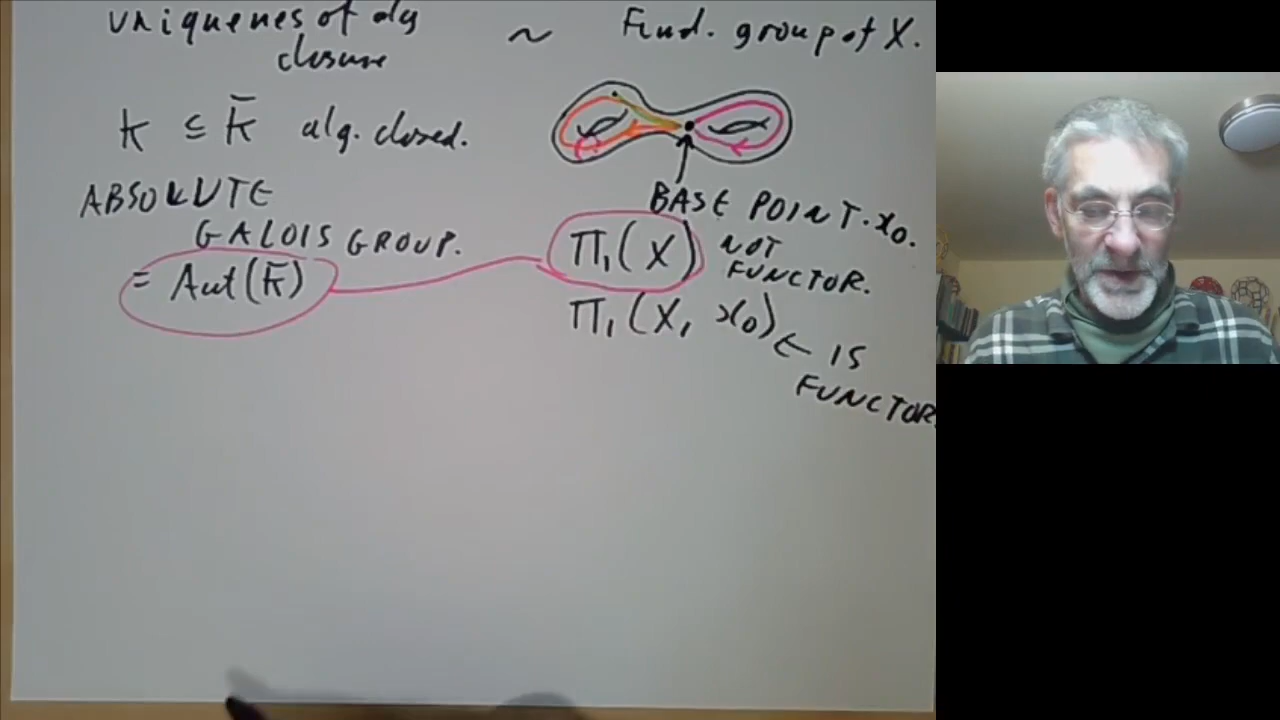 uniquenes of alg
closure
~
Fund. group of X.
k ⊆ k̄ alg. closed.
ABSOLUTE
GALOIS GROUP.
= Aut(k̄)
BASE POINT. x₀.
π₁(X) NOT
FUNCTOR.
π₁(X, x₀)
← IS
FUNCTOR.